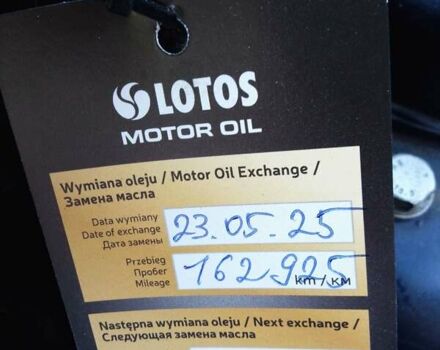 LOTOS
MOTOR OIL
Wymiana oleju / Motor Oil Exchange /
Замена масла
Data wymiany
Date of exchange
Дата замены
23.05.25
Przebieg
Пробег
Mileage
162 925
km / км
Następna wymiana oleju / Next exchange /
Следующая замена масла